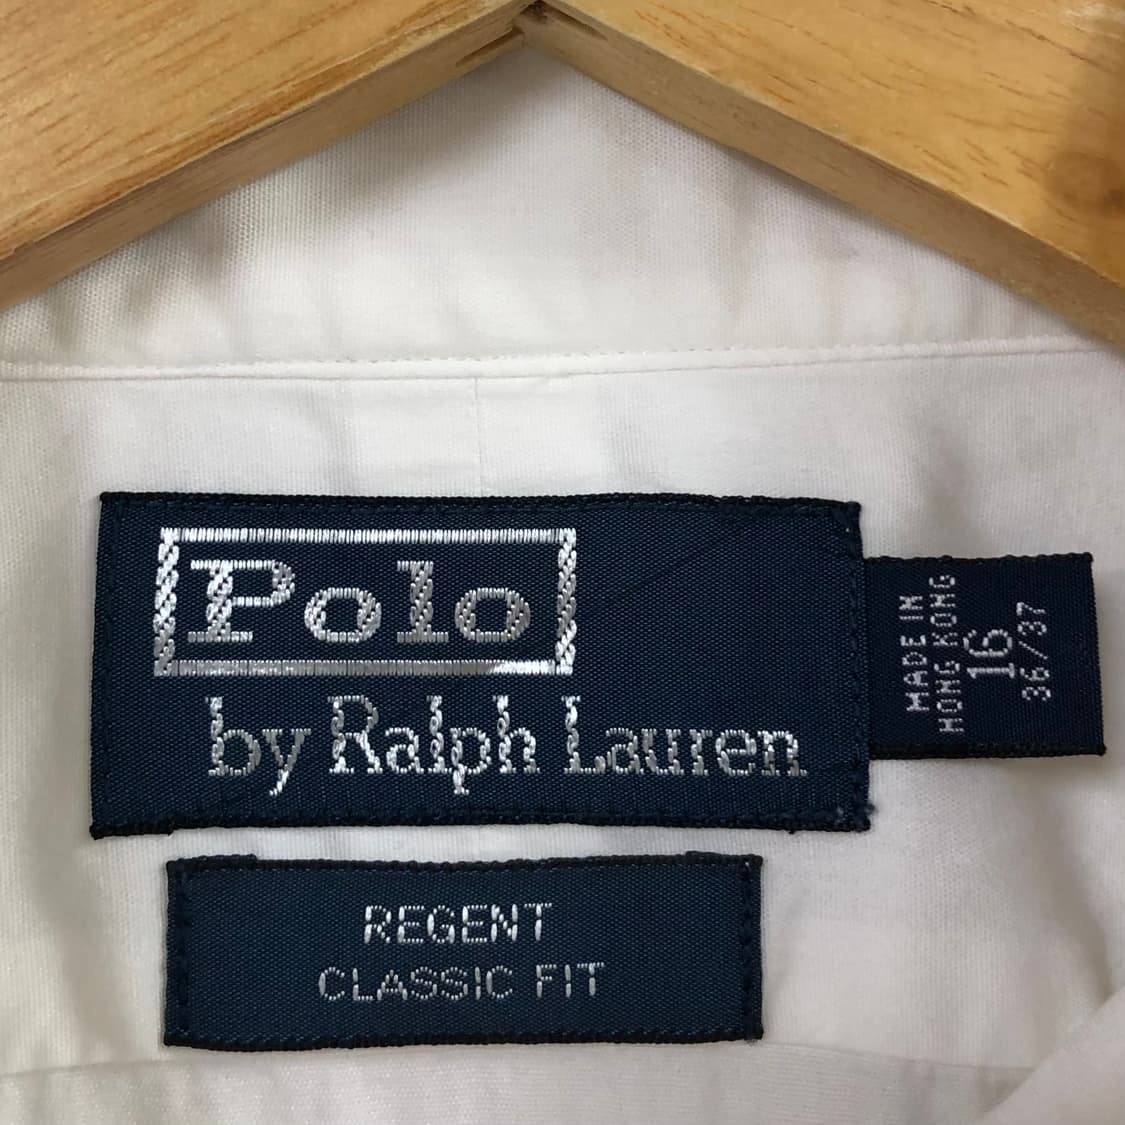 Polo
by Ralph Lauren
MADE IN
HONG KONG
16
36/37
REGENT
CLASSIC FIT